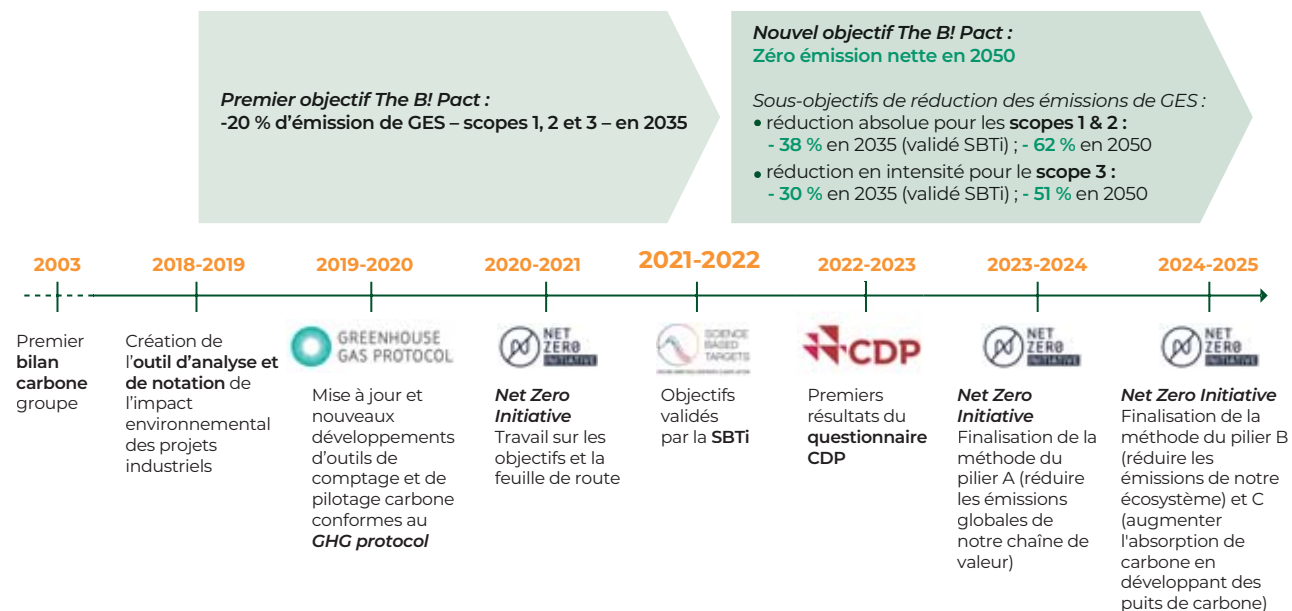 Premier objectif The B! Pact :
-20 % d’émission de GES – scopes 1, 2 et 3 – en 2035
Nouvel objectif The B! Pact :
Zéro émission nette en 2050
Sous-objectifs de réduction des émissions de GES :
• réduction absolue pour les scopes 1 & 2 :
- 38 % en 2035 (validé SBTi) ; - 62 % en 2050
• réduction en intensité pour le scope 3 :
- 30 % en 2035 (validé SBTi) ; - 51 % en 2050
2003
Premier
bilan
carbone
groupe
2018-2019
Création de
l’outil d’analyse et
de notation de
l’impact
environnemental
des projets
industriels
2019-2020
GREENHOUSE
GAS PROTOCOL
Mise à jour et
nouveaux
développements
d’outils de
comptage et de
pilotage carbone
conformes au
GHG protocol
2020-2021
NET
ZERO
INITIATIVE
Net Zero
Initiative
Travail sur les
objectifs et la
feuille de route
2021-2022
SCIENCE
BASED
TARGETS
Objectifs
validés
par la SBTi
2022-2023
CDP
Premiers
résultats du
questionnaire
CDP
2023-2024
NET
ZERO
INITIATIVE
Net Zero
Initiative
Finalisation de la
méthode du
pilier A (réduire
les émissions
globales de
notre chaîne de
valeur)
2024-2025
NET
ZERO
INITIATIVE
Net Zero Initiative
Finalisation de la
méthode du pilier B
(réduire les
émissions de notre
écosystème) et C
(augmenter
l'absorption de
carbone en
développant des
puits de carbone)